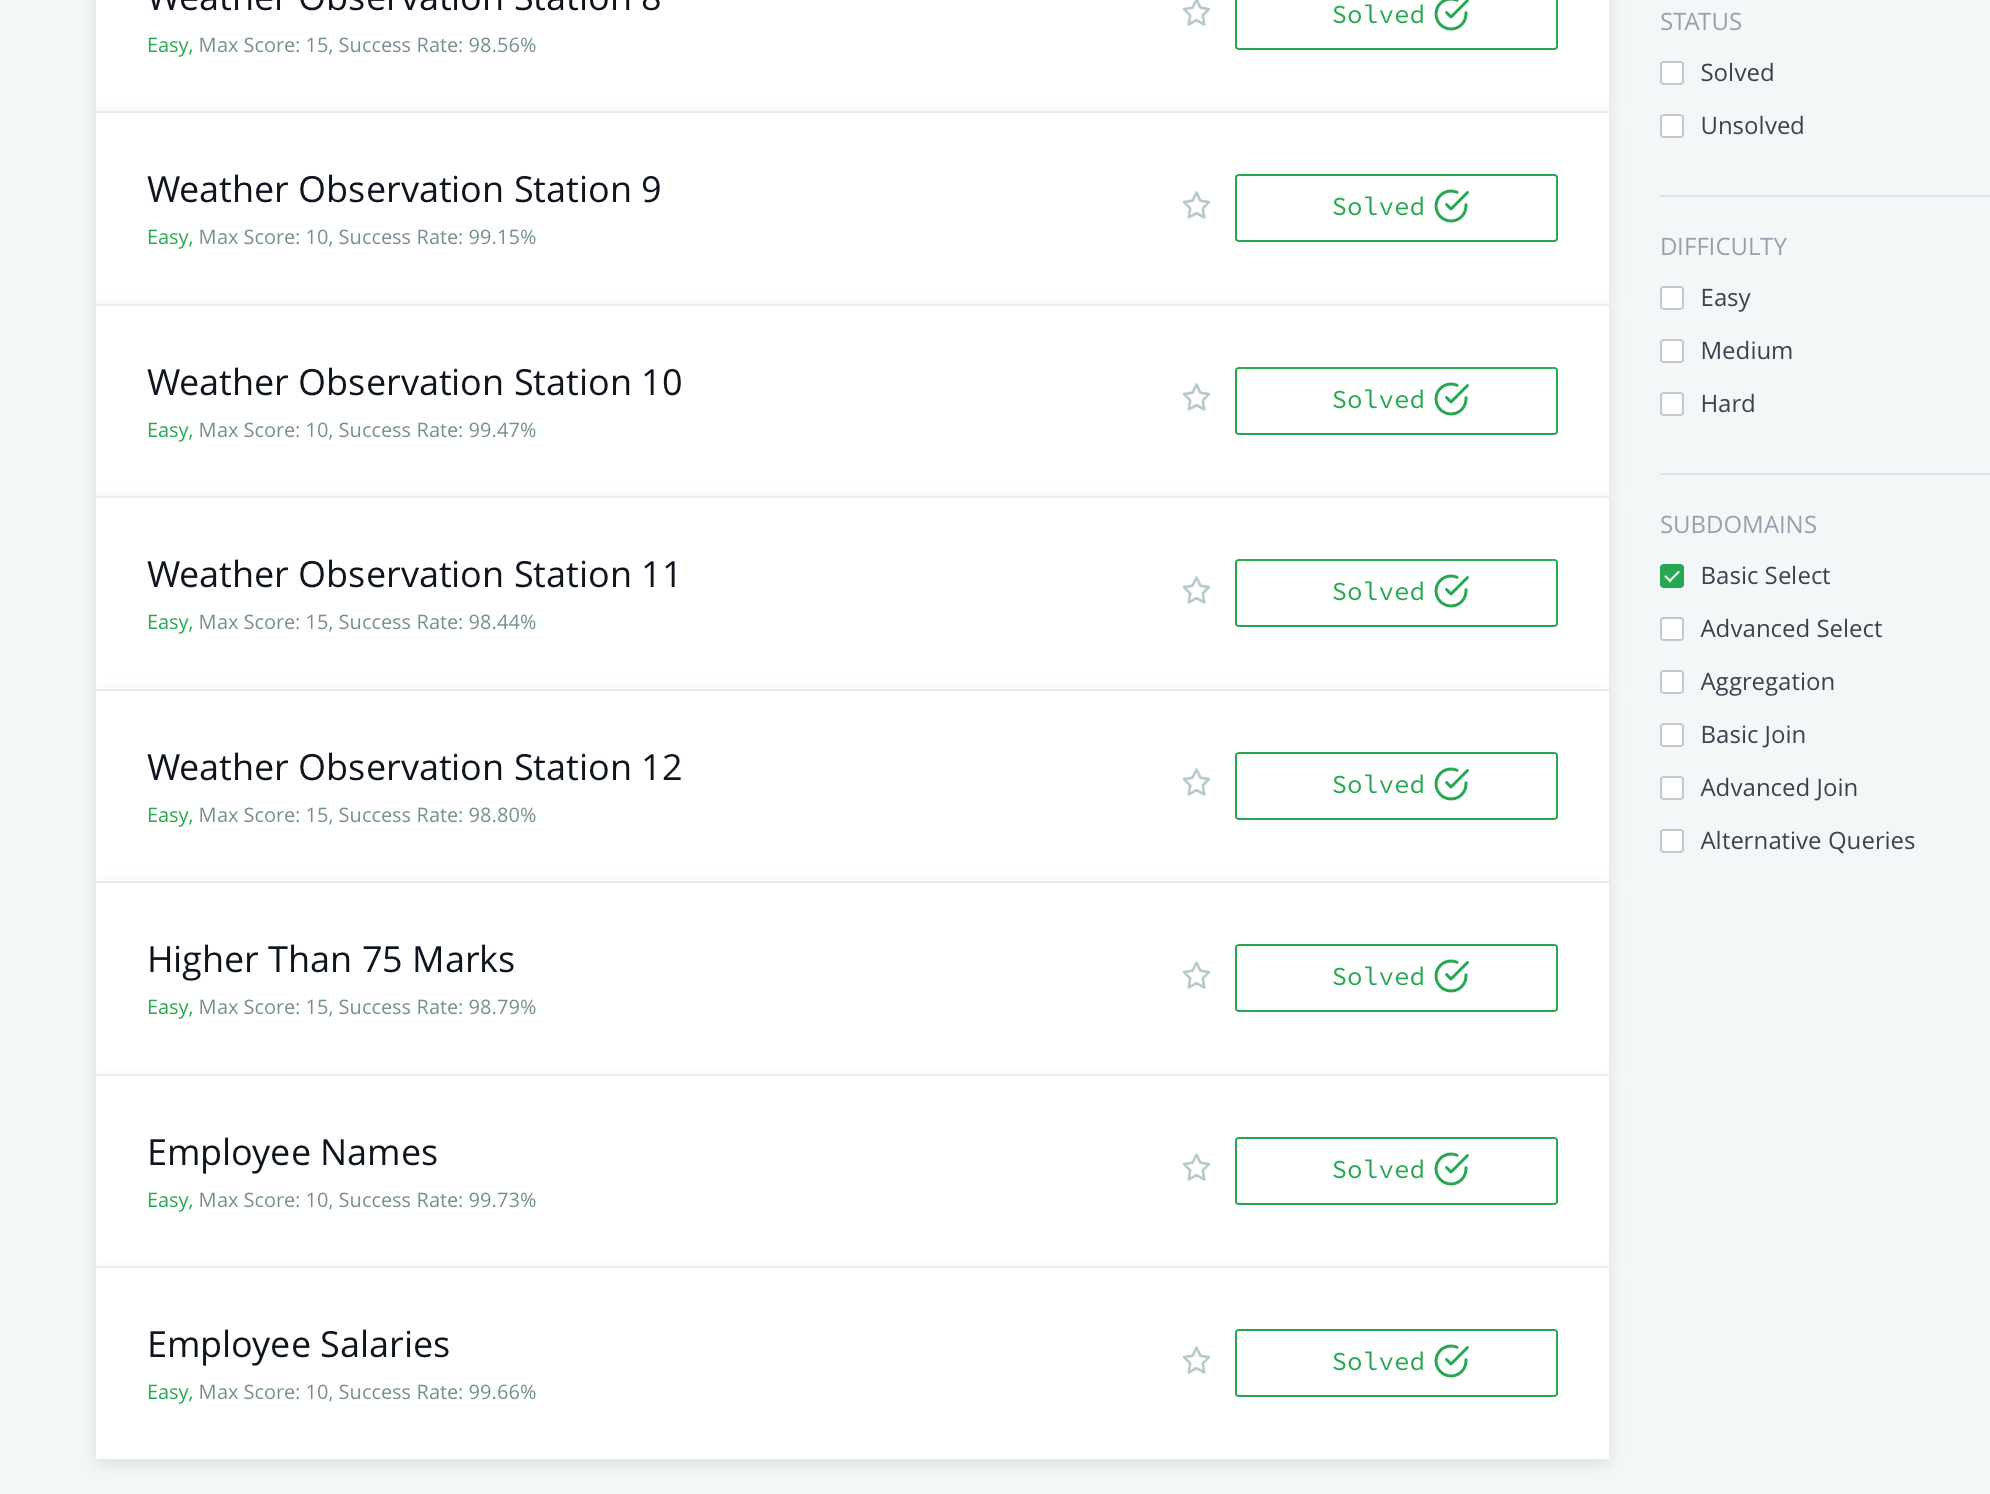 Weather Observation Station 8
Easy, Max Score: 15, Success Rate: 98.56%
Solved
Weather Observation Station 9
Easy, Max Score: 10, Success Rate: 99.15%
Solved
Weather Observation Station 10
Easy, Max Score: 10, Success Rate: 99.47%
Solved
Weather Observation Station 11
Easy, Max Score: 15, Success Rate: 98.44%
Solved
Weather Observation Station 12
Easy, Max Score: 15, Success Rate: 98.80%
Solved
Higher Than 75 Marks
Easy, Max Score: 15, Success Rate: 98.79%
Solved
Employee Names
Easy, Max Score: 10, Success Rate: 99.73%
Solved
Employee Salaries
Easy, Max Score: 10, Success Rate: 99.66%
Solved
STATUS
Solved
Unsolved
DIFFICULTY
Easy
Medium
Hard
SUBDOMAINS
Basic Select
Advanced Select
Aggregation
Basic Join
Advanced Join
Alternative Queries